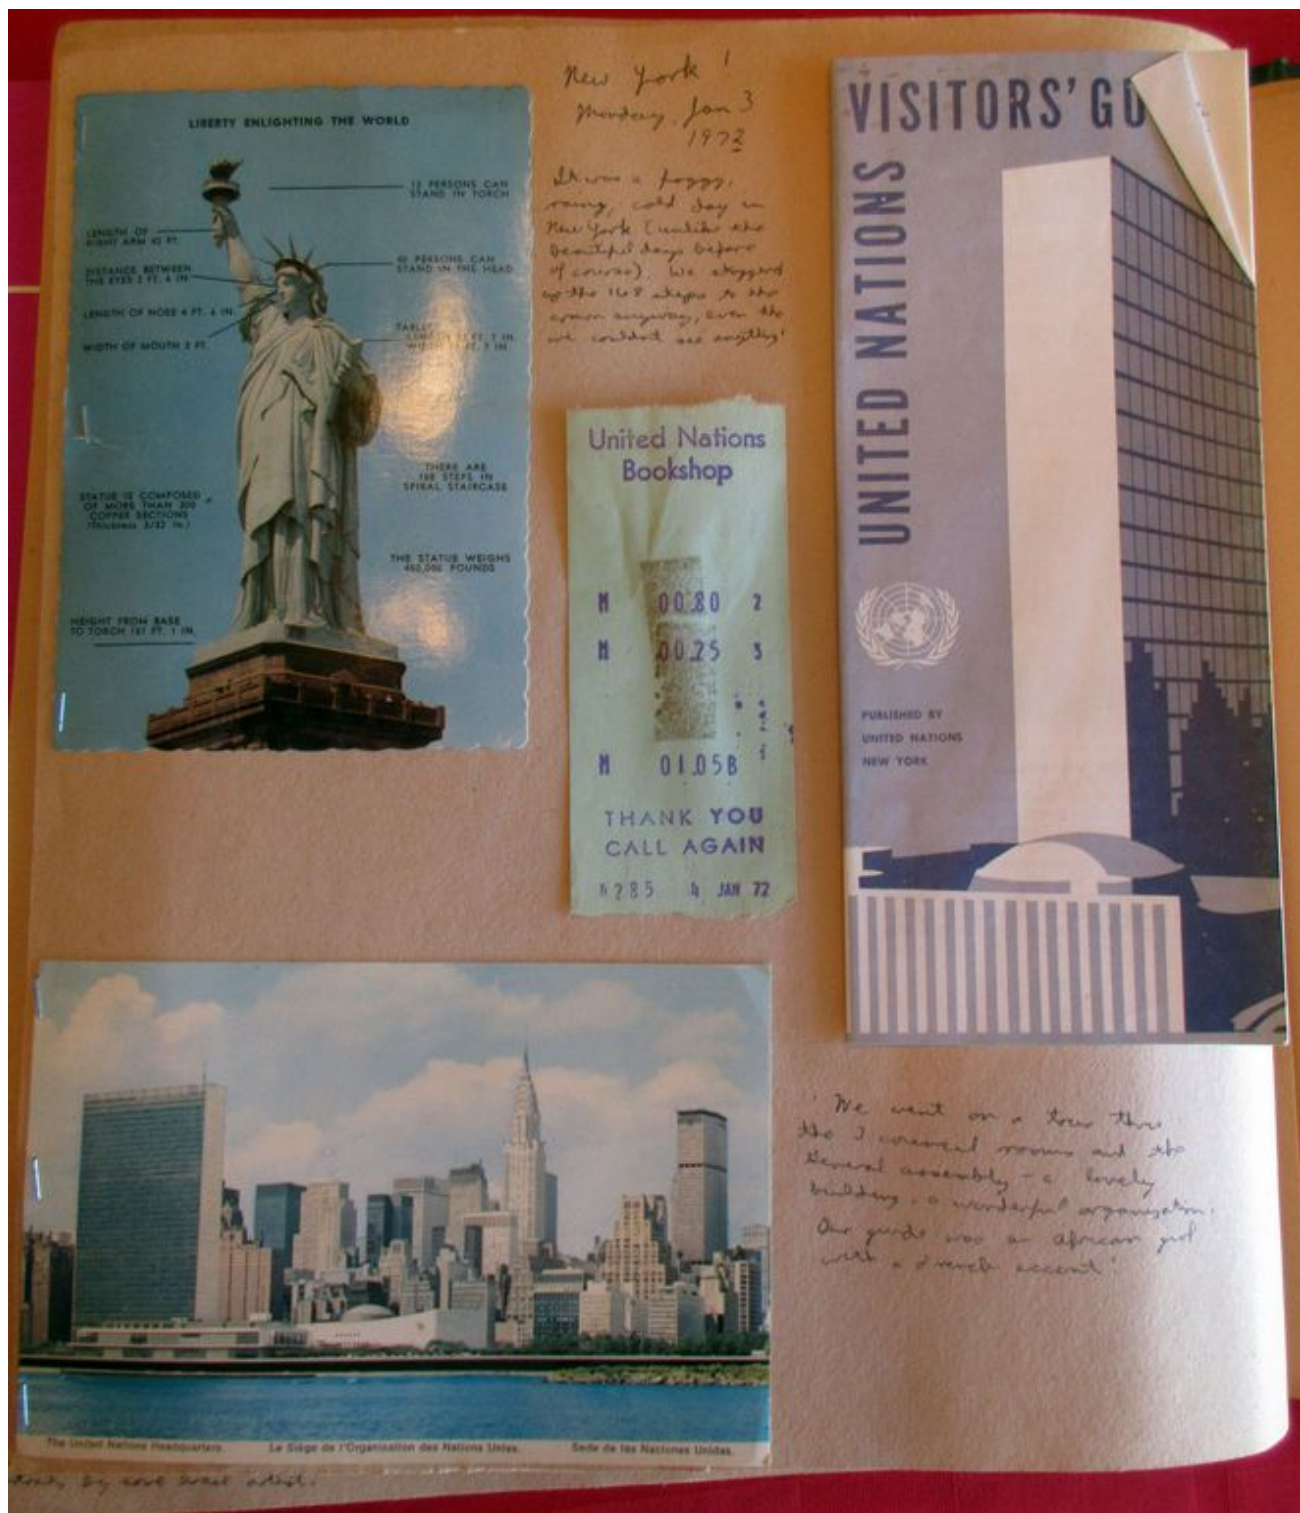 LIBERTY ENLIGHTING THE WORLD
12 PERSONS CAN
STAND IN TORCH
LENGTH OF
RIGHT ARM 42 FT.
40 PERSONS CAN
STAND IN THE HEAD
DISTANCE BETWEEN
THE EYES 2 FT. 6 IN.
LENGTH OF NOSE 4 FT. 6 IN.
WIDTH OF MOUTH 3 FT.
TABLET
THERE ARE
168 STEPS IN
SPIRAL STAIRCASE
STATUE IS COMPOSED
OF MORE THAN 300
COPPER SECTIONS
(Thickness 3/32 in.)
THE STATUE WEIGHS
450,000 POUNDS
HEIGHT FROM BASE
TO TORCH 151 FT. 1 IN.
New York!
Monday, Jan 3
1972
It was a foggy,
rainy, cold day in
New York (unlike the
beautiful days before
of course). We stepped
up the 168 steps to the
crown anyway, even tho
we couldn't see anything!
United Nations
Bookshop
M 00.80 2
M 00.25 3
M 01.05B
THANK YOU
CALL AGAIN
285 4 JAN 72
VISITORS' GU
UNITED NATIONS
PUBLISHED BY
UNITED NATIONS
NEW YORK
We went on a tour thru
the 3 council rooms and the
General assembly - a lovely
building, a wonderful organization.
Our guide was an African girl
with a French accent
The United Nations Headquarters.
Le Siège de l'Organisation des Nations Unies.
Sede de las Naciones Unidas.
by artist.